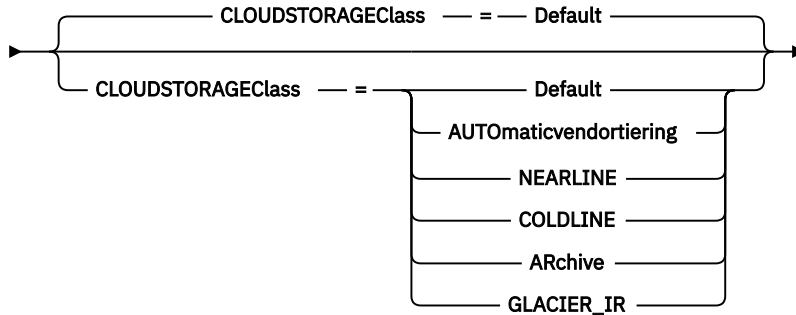 CLOUDSTORAGEClass = Default
CLOUDSTORAGEClass = Default
AUTOmaticvendortiering
NEARLINE
COLDLINE
ARchive
GLACIER_IR